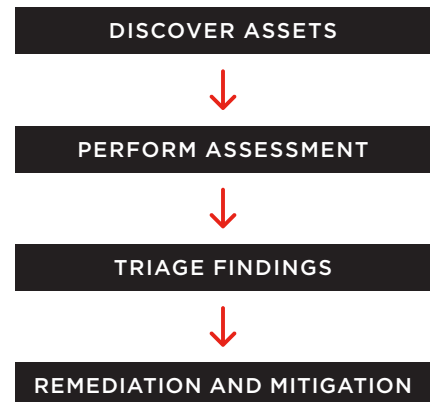 DISCOVER ASSETS
PERFORM ASSESSMENT
TRIAGE FINDINGS
REMEDIATION AND MITIGATION